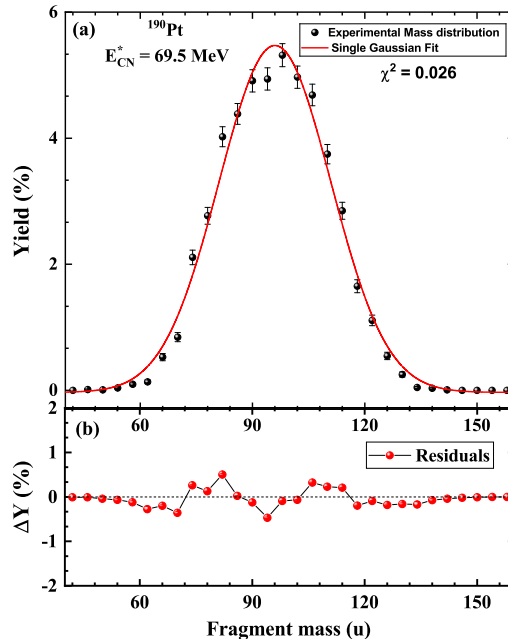 (a)
¹⁹⁰Pt
E*CN = 69.5 MeV
Experimental Mass distribution
Single Gaussian Fit
χ² = 0.026
Yield (%)
6
4
2
0
(b)
Residuals
ΔY (%)
2
1
0
-1
-2
60 90 120 150
Fragment mass (u)